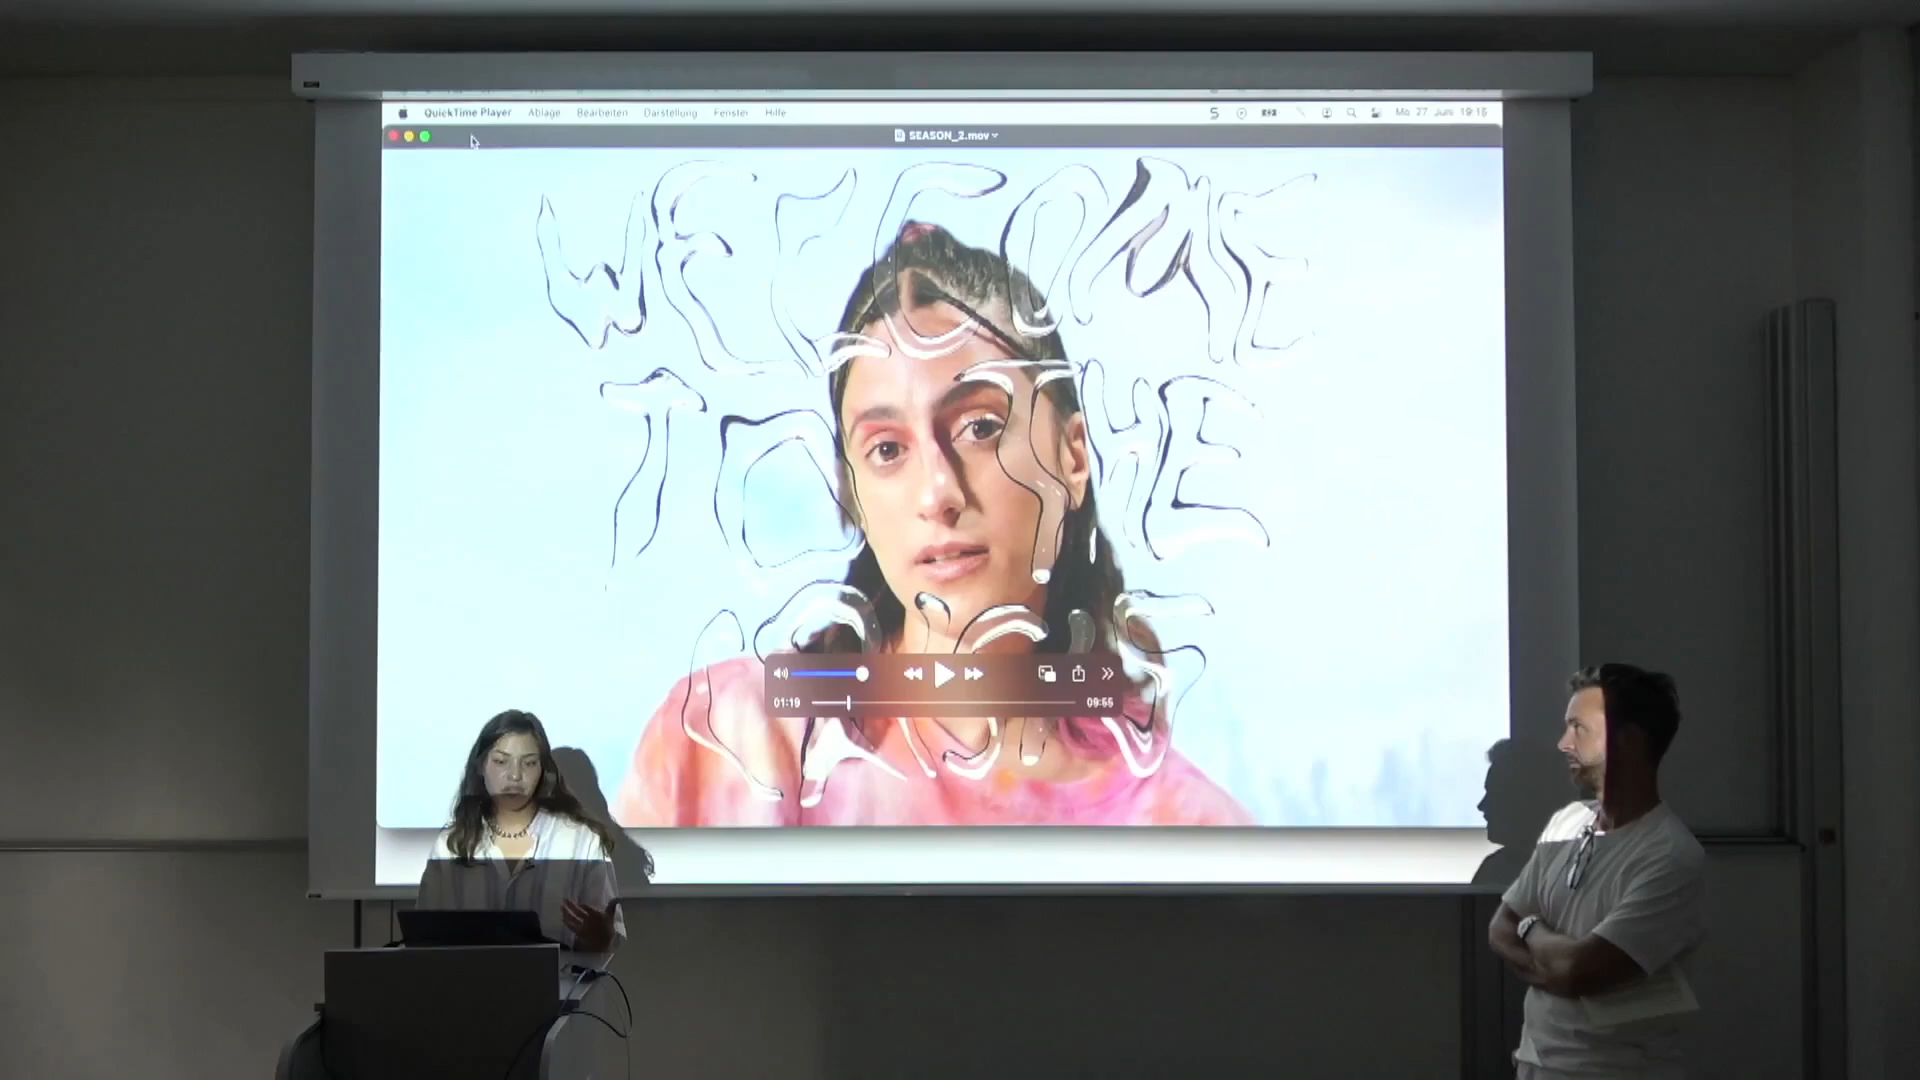 QuickTime Player Ablage Bearbeiten Darstellung Fenster Hilfe Mo 27 Juni 19:15
SEASON_2.mov
WELCOME
TO THE
01:19 09:55